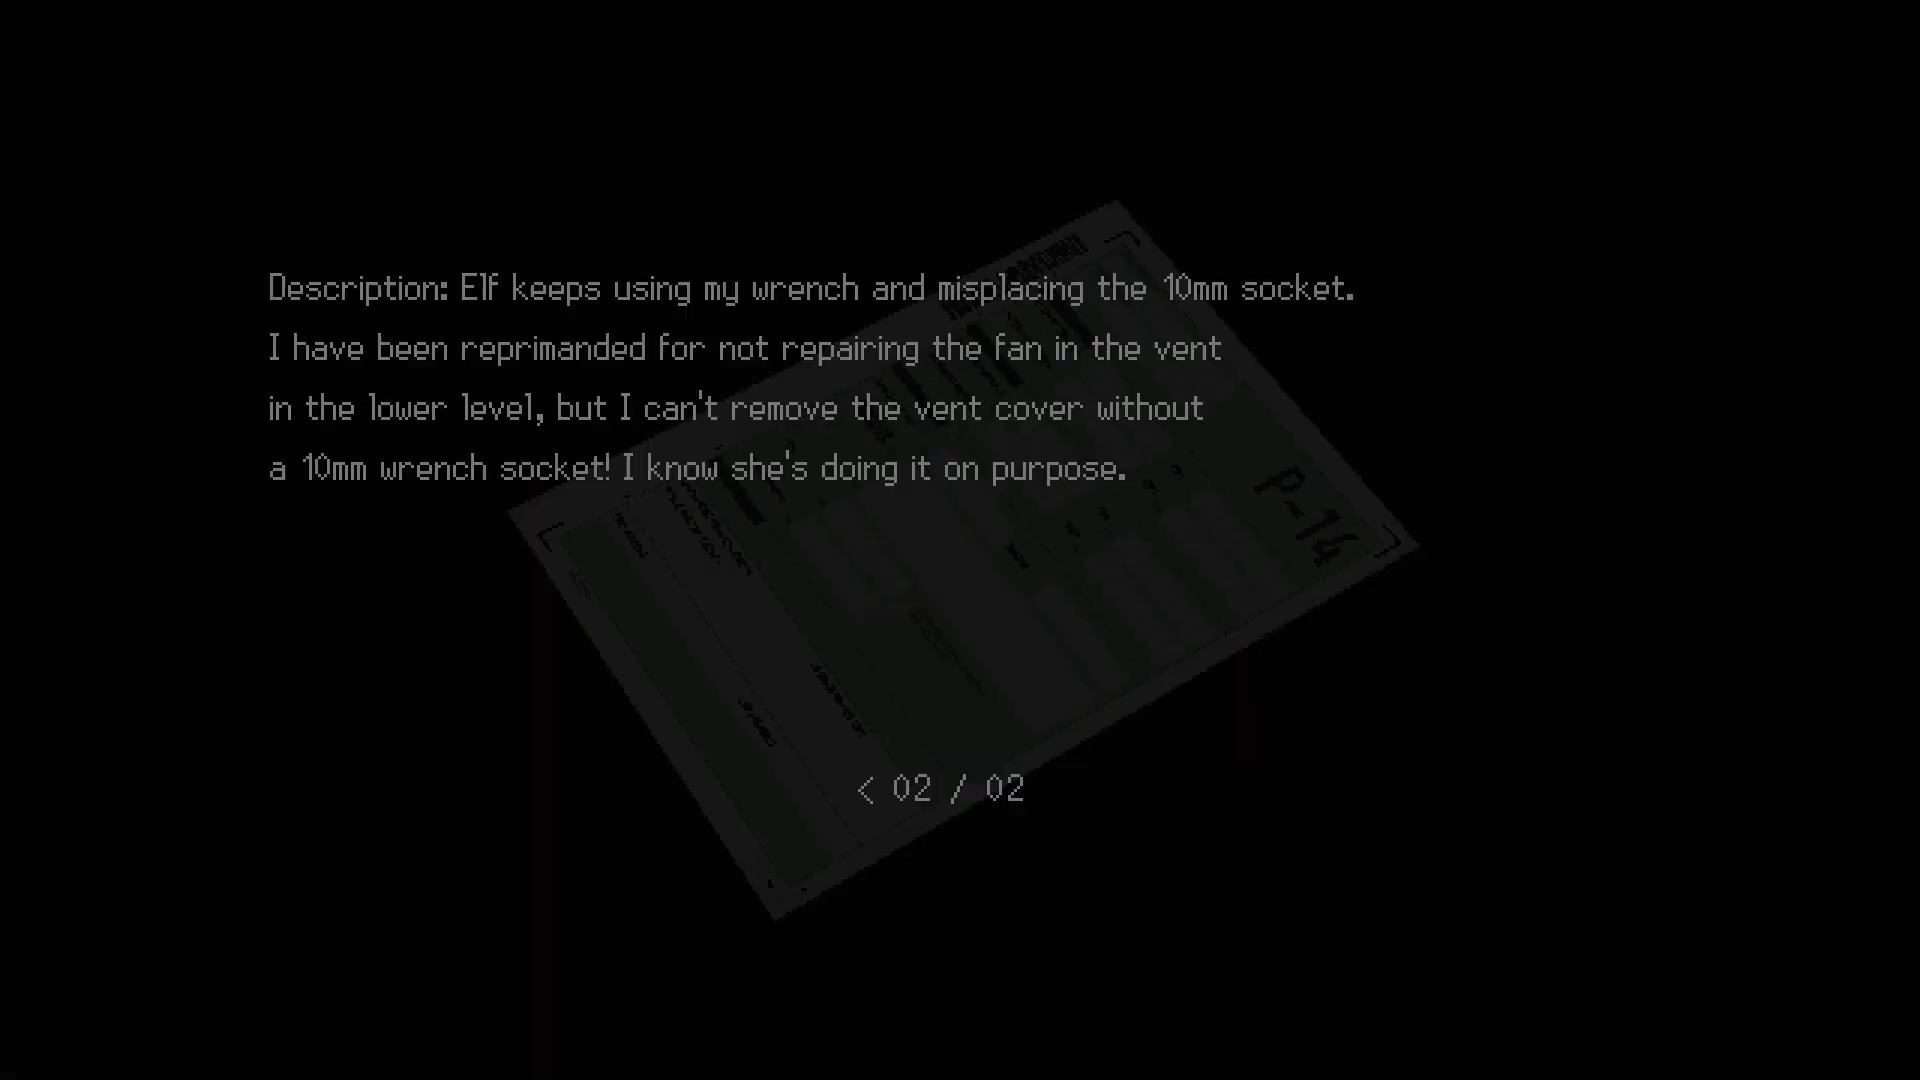 Description: Elf keeps using my wrench and misplacing the 10mm socket.
I have been reprimanded for not repairing the fan in the vent
in the lower level, but I can't remove the vent cover without
a 10mm wrench socket! I know she's doing it on purpose.
P-14
< 02 / 02